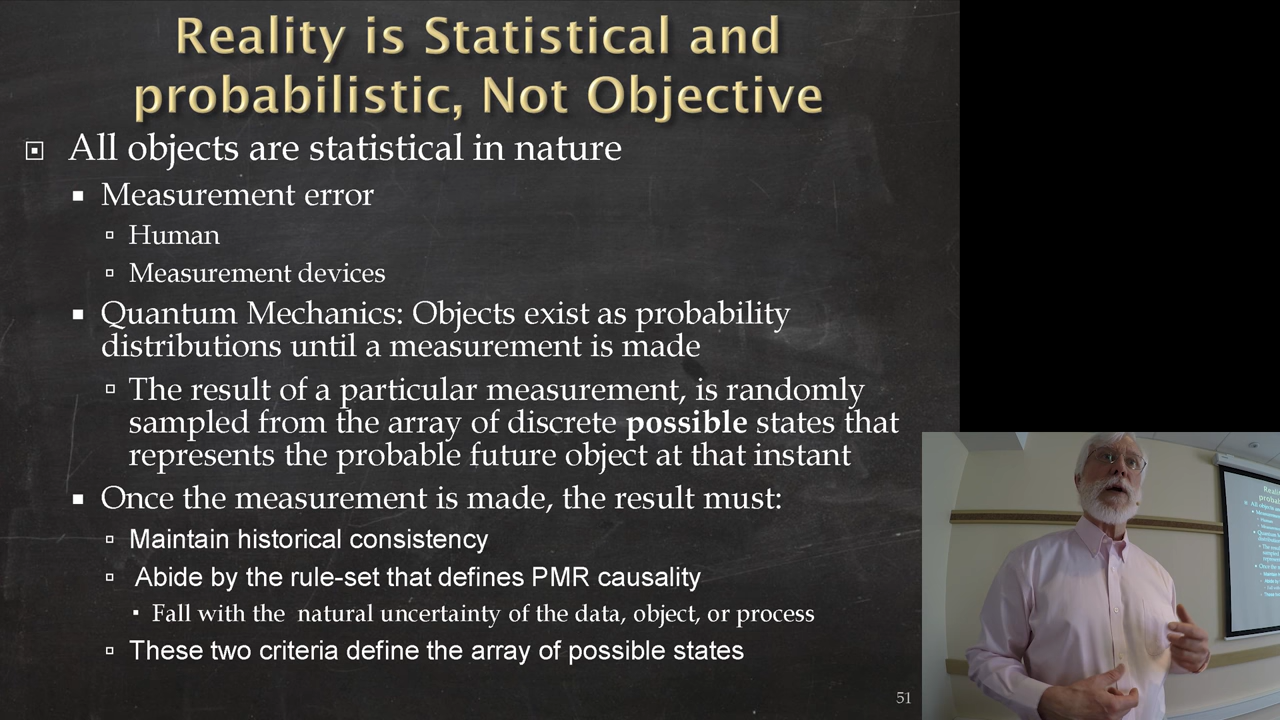 Reality is Statistical and
probabilistic, Not Objective
All objects are statistical in nature
Measurement error
Human
Measurement devices
Quantum Mechanics: Objects exist as probability
distributions until a measurement is made
The result of a particular measurement, is randomly
sampled from the array of discrete possible states that
represents the probable future object at that instant
Once the measurement is made, the result must:
Maintain historical consistency
Abide by the rule-set that defines PMR causality
Fall with the natural uncertainty of the data, object, or process
These two criteria define the array of possible states
51